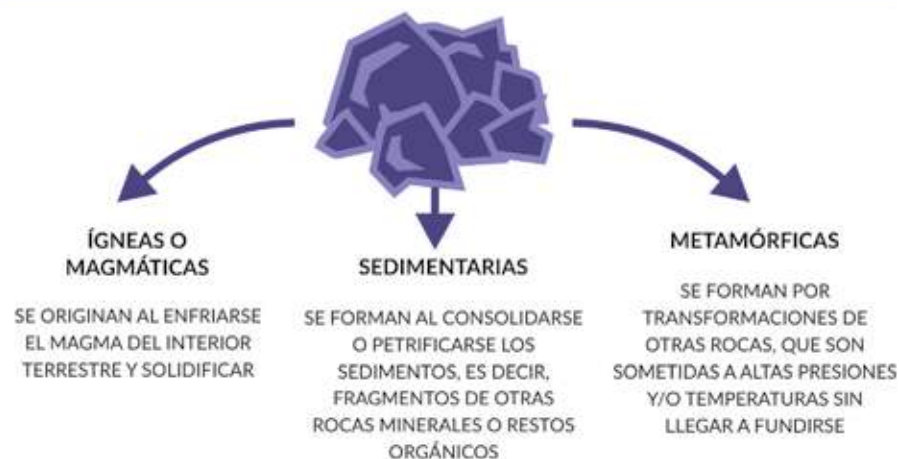 ÍGNEAS O
MAGMÁTICAS
SE ORIGINAN AL ENFRIARSE
EL MAGMA DEL INTERIOR
TERRESTRE Y SOLIDIFICAR
SEDIMENTARIAS
SE FORMAN AL CONSOLIDARSE
O PETRIFICARSE LOS
SEDIMENTOS, ES DECIR,
FRAGMENTOS DE OTRAS
ROCAS MINERALES O RESTOS
ORGÁNICOS
METAMÓRFICAS
SE FORMAN POR
TRANSFORMACIONES DE
OTRAS ROCAS, QUE SON
SOMETIDAS A ALTAS PRESIONES
Y/O TEMPERATURAS SIN
LLEGAR A FUNDIRSE